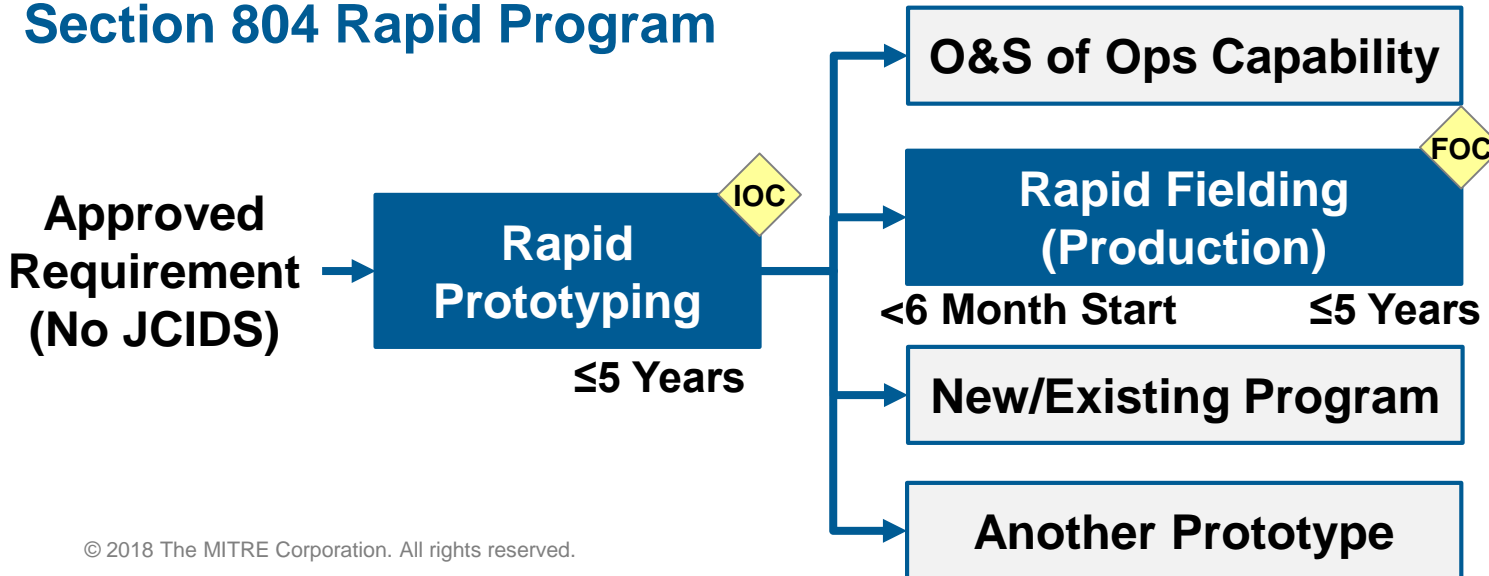 Section 804 Rapid Program
Approved
Requirement
(No JCIDS)
Rapid
Prototyping
IOC
≤5 Years
O&S of Ops Capability
Rapid Fielding
(Production)
FOC
<6 Month Start
≤5 Years
New/Existing Program
Another Prototype
© 2018 The MITRE Corporation. All rights reserved.